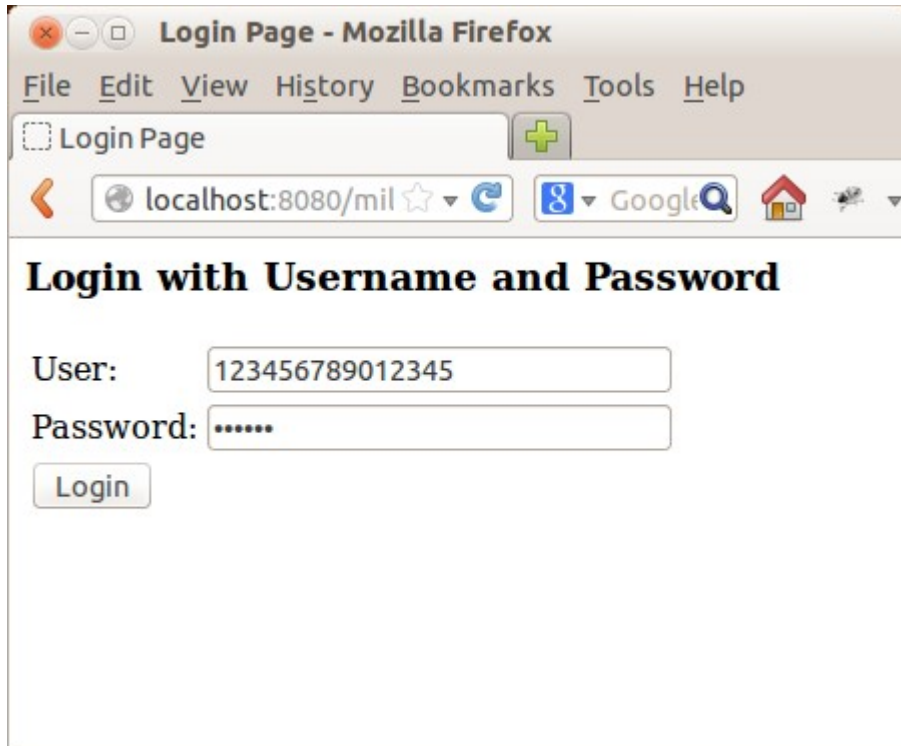 Login Page - Mozilla Firefox
File Edit View History Bookmarks Tools Help
Login Page
localhost:8080/mil 8 Google
Login with Username and Password
User: 123456789012345
Password: ••••••
Login